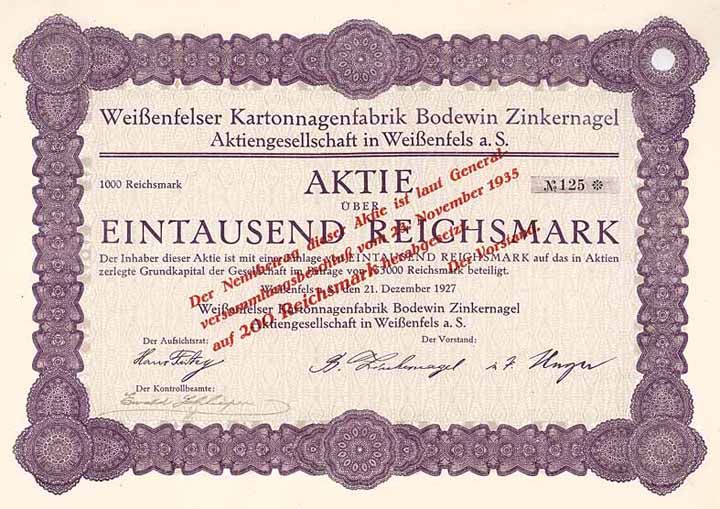 Weißenfelser Kartonnagenfabrik Bodewin Zinkernagel
Aktiengesellschaft in Weißenfels a. S.
1000 Reichsmark
AKTIE
№ 125 ❊
ÜBER
EINTAUSEND REICHSMARK
Der Inhaber dieser Aktie ist mit einer Einlage von EINTAUSEND REICHSMARK auf das in Aktien
zerlegte Grundkapital der Gesellschaft im Betrage von 3000 Reichsmark beteiligt.
Weißenfels a. S., den 21. Dezember 1927
Weißenfelser Kartonnagenfabrik Bodewin Zinkernagel
Aktiengesellschaft in Weißenfels a. S.
Der Nennbetrag dieser Aktie ist laut General-
versammlungsbeschluß vom 23. November 1935
auf 200 Reichsmark herabgesetzt.
Der Vorstand.
Der Aufsichtsrat:
Der Vorstand:
B. Zinkernagel
Der Kontrollbeamte: